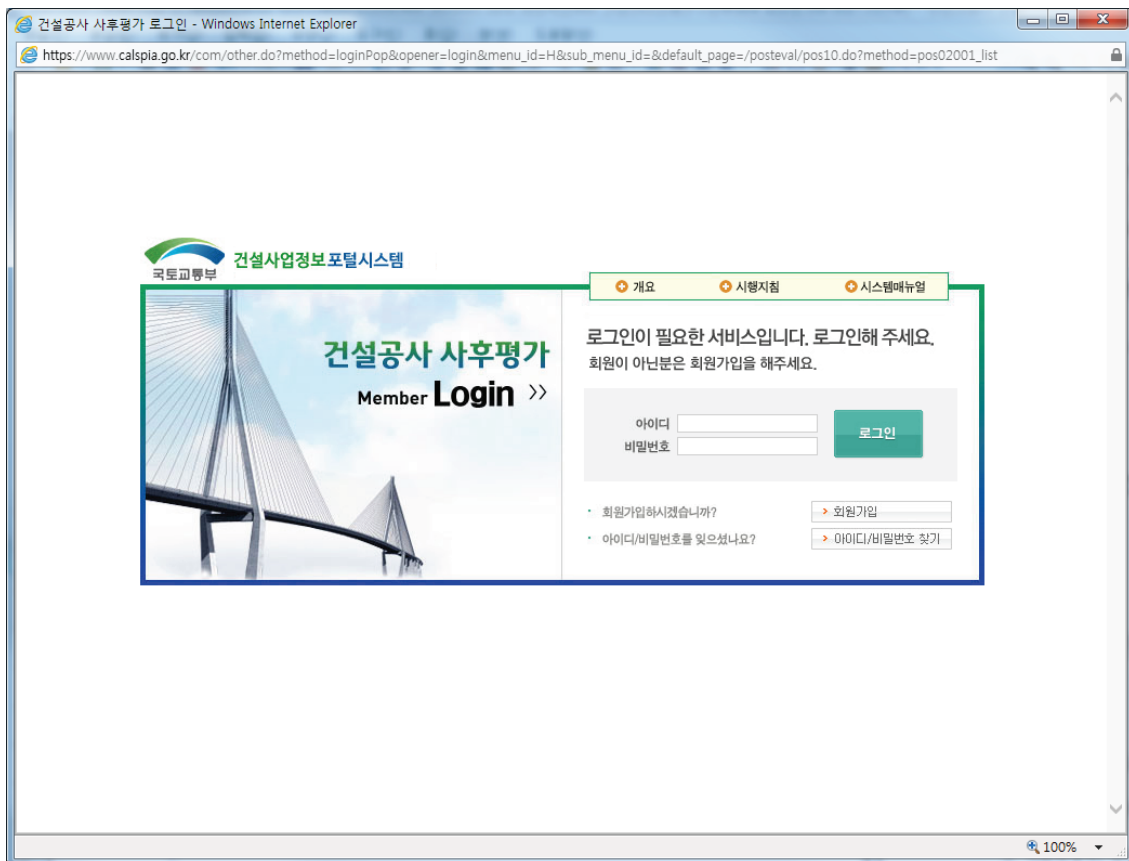 건설공사 사후평가 로그인 - Windows Internet Explorer
https://www.calspia.go.kr/com/other.do?method=loginPop&opener=login&menu_id=H&sub_menu_id=&default_page=/posteval/pos10.do?method=pos02001_list
국토교통부
건설사업정보포털시스템
개요 시행지침 시스템매뉴얼
건설공사 사후평가
Member Login >>
로그인이 필요한 서비스입니다. 로그인해 주세요.
회원이 아닌분은 회원가입을 해주세요.
아이디
비밀번호
로그인
· 회원가입하시겠습니까? > 회원가입
· 아이디/비밀번호를 잊으셨나요? > 아이디/비밀번호 찾기
100%